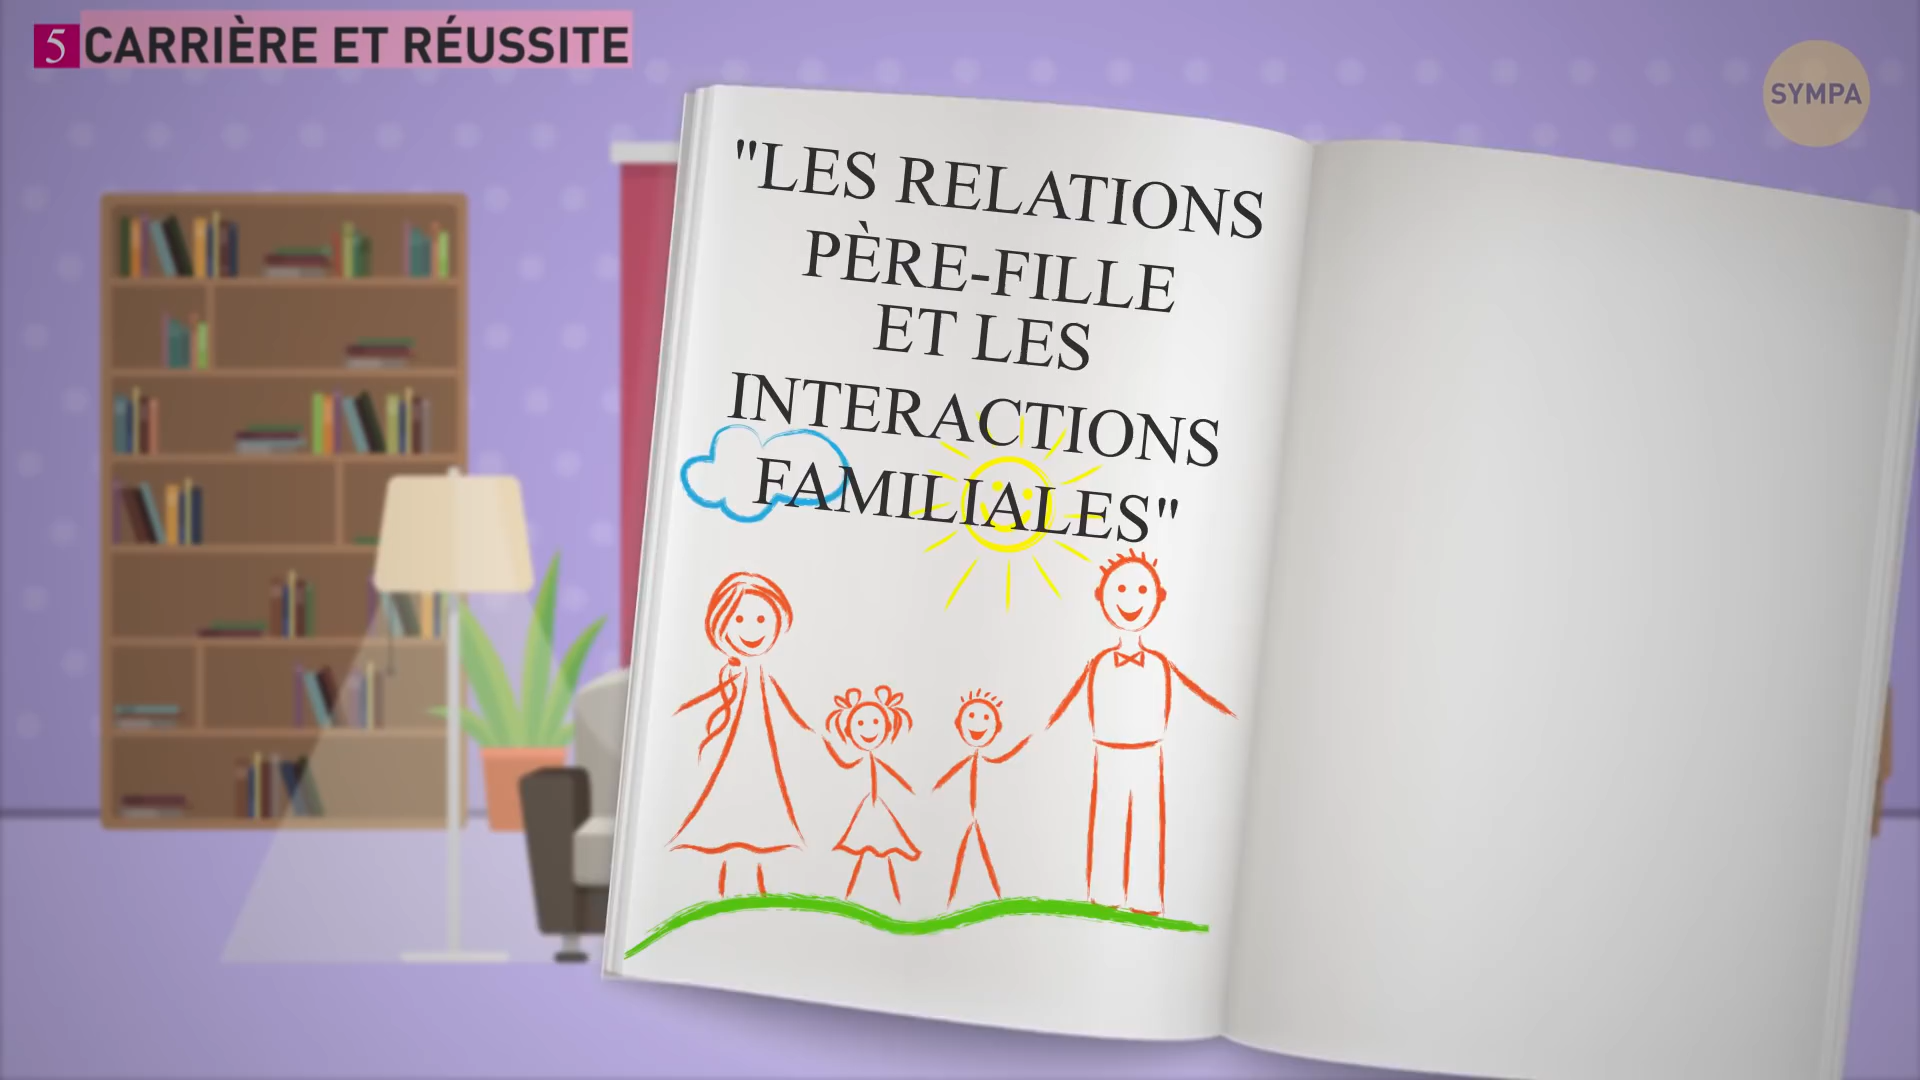 5 CARRIÈRE ET RÉUSSITE
SYMPA
"LES RELATIONS
PÈRE-FILLE
ET LES
INTERACTIONS
FAMILIALES"